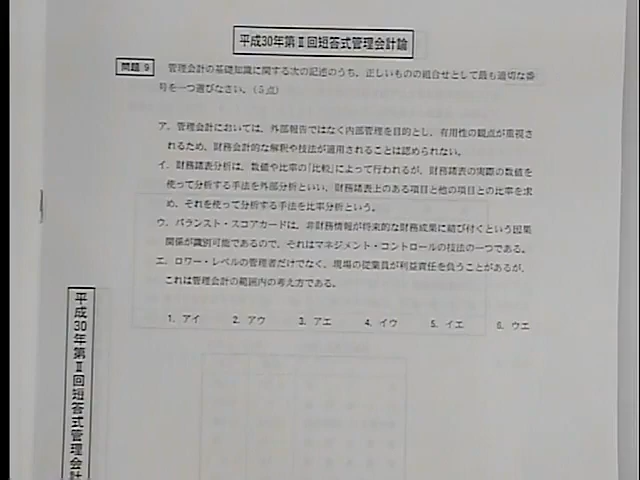 平成30年第Ⅱ回短答式管理会計論
問題 9 管理会計の基礎知識に関する次の記述のうち、正しいものの組合せとして最も適切な番
号を一つ選びなさい。(5点)
ア．管理会計においては、外部報告ではなく内部管理を目的とし、有用性の観点が重視さ
れるため、財務会計的な解釈や技法が適用されることは認められない。
イ．財務諸表分析は、数値や比率の「比較」によって行われるが、財務諸表の実際の数値を
使って分析する手法を外部分析といい、財務諸表上のある項目と他の項目との比率を求
め、それを使って分析する手法を比率分析という。
ウ．バランスト・スコアカードは、非財務情報が将来的な財務成果に結び付くという因果
関係が識別可能であるので、それはマネジメント・コントロールの技法の一つである。
エ．ロワー・レベルの管理者だけでなく、現場の従業員が利益責任を負うことがあるが、
これは管理会計の範囲内の考え方である。
1．アイ 2．アウ 3．アエ 4．イウ 5．イエ 6．ウエ
平成30年第Ⅱ回短答式管理会計